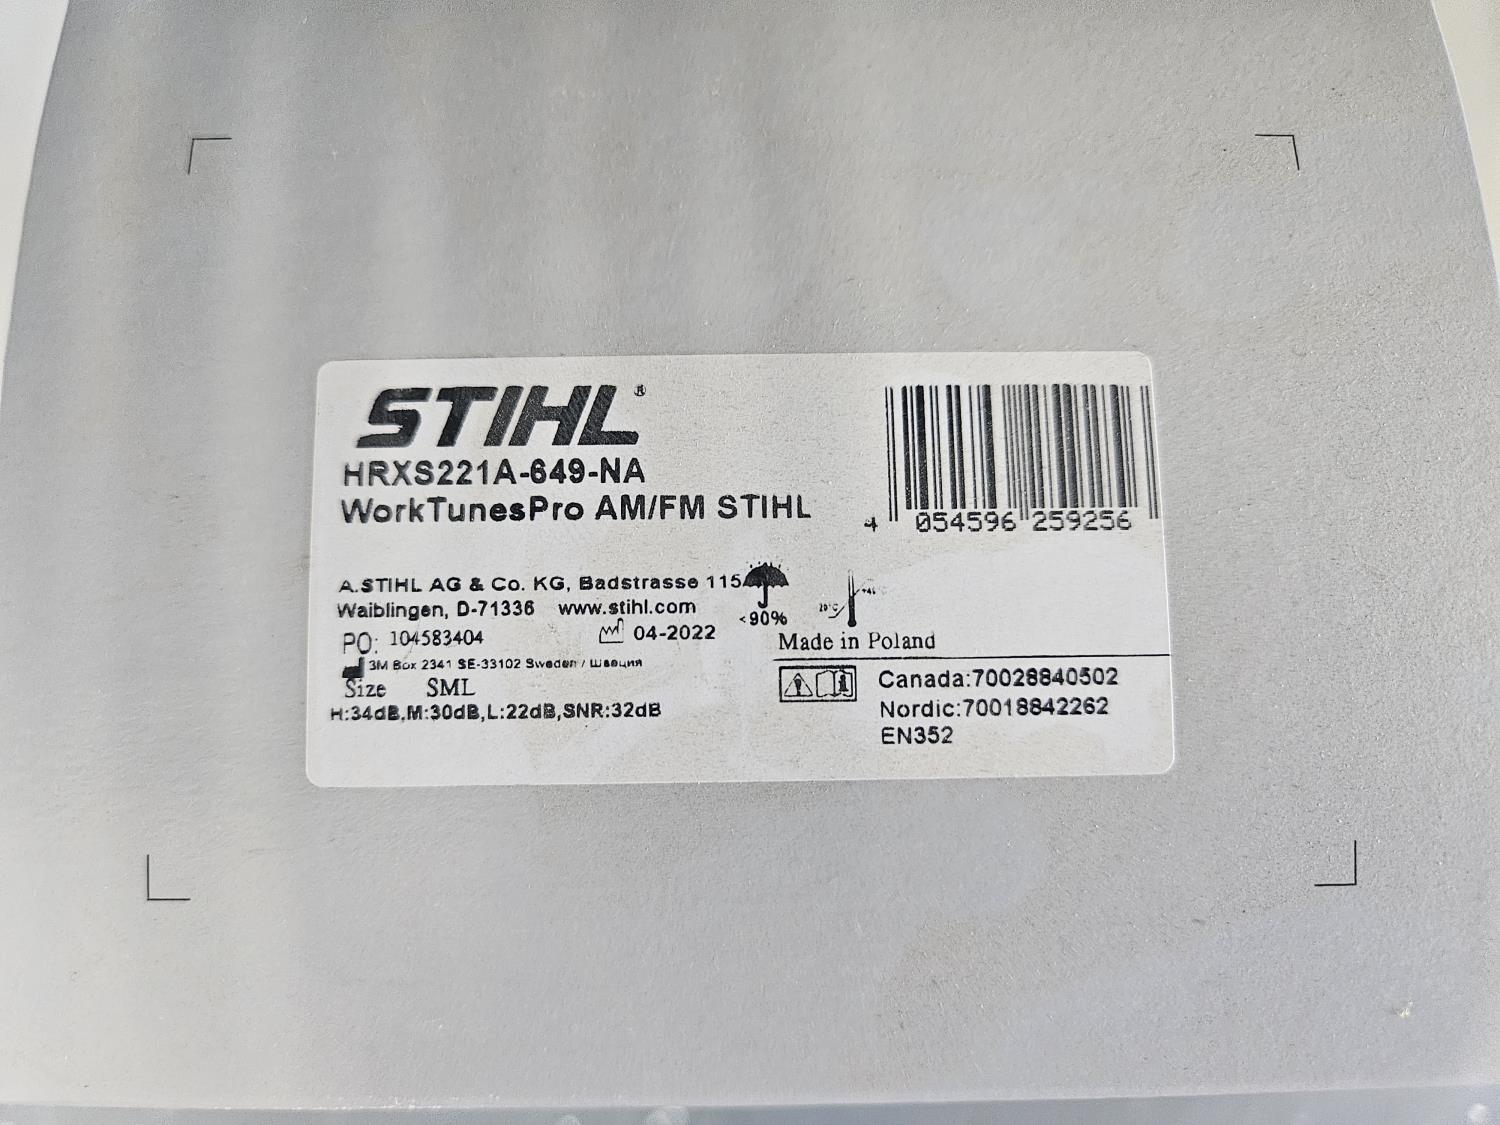 STIHL®
HRXS221A-649-NA
WorkTunesPro AM/FM STIHL
4 054596 259256
A.STIHL AG & Co. KG, Badstrasse 115
Waiblingen, D-71336 www.stihl.com
<90%
PO: 104583404
04-2022
Made in Poland
3M Box 2341 SE-33102 Sweden / Швеция
Size SML
H:34dB,M:30dB,L:22dB,SNR:32dB
Canada:70028840502
Nordic:70018842262
EN352